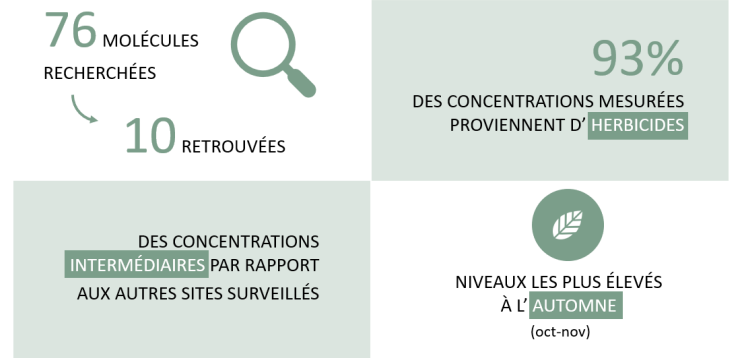 76 MOLÉCULES
RECHERCHÉES
10 RETROUVÉES
93%
DES CONCENTRATIONS MESURÉES
PROVIENNENT D’ HERBICIDES
DES CONCENTRATIONS
INTERMÉDIAIRES PAR RAPPORT
AUX AUTRES SITES SURVEILLÉS
NIVEAUX LES PLUS ÉLEVÉS
À L’ AUTOMNE
(oct-nov)